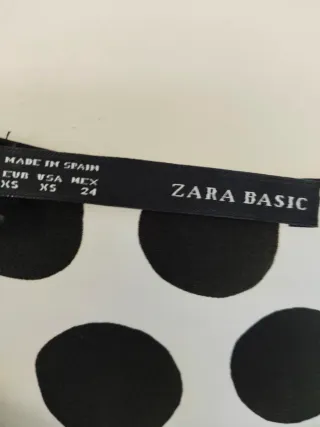 MADE IN SPAIN
EUR USA MEX
XS XS 24
ZARA BASIC